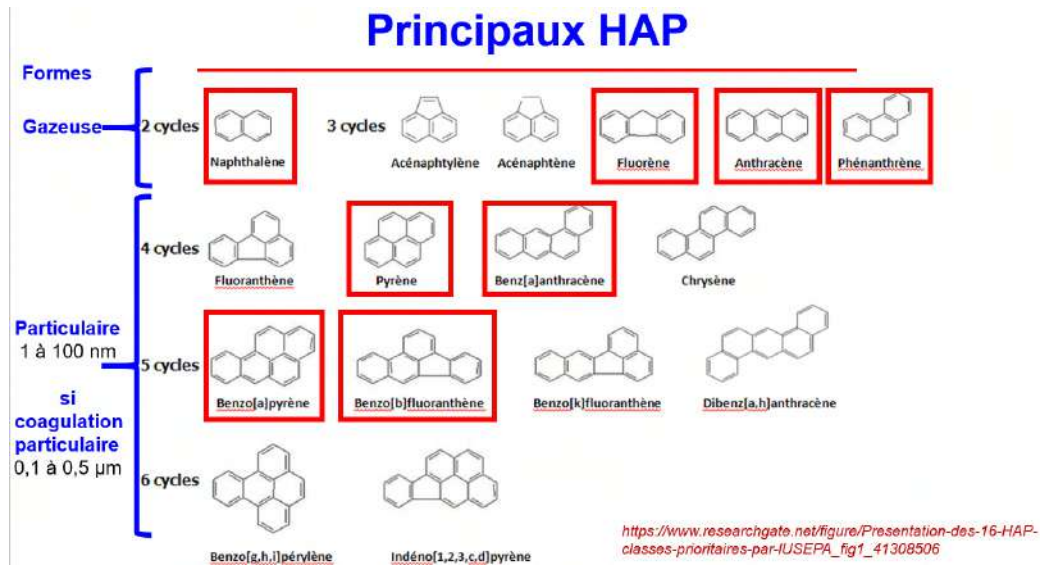 Principaux HAP
Formes
Gazeuse
2 cycles
Naphthalène
3 cycles
Acénaphtylène
Acénaphtène
Fluorène
Anthracène
Phénanthrène
4 cycles
Fluoranthène
Pyrène
Benz[a]anthracène
Chrysène
Particulaire
1 à 100 nm
si
coagulation
particulaire
0,1 à 0,5 µm
5 cycles
Benzo[a]pyrène
Benzo[b]fluoranthène
Benzo[k]fluoranthène
Dibenz[a,h]anthracène
6 cycles
Benzo[g,h,i]pérylène
Indéno[1,2,3,c,d]pyrène
https://www.researchgate.net/figure/Presentation-des-16-HAP-
classes-prioritaires-par-IUSEPA_fig1_41308506